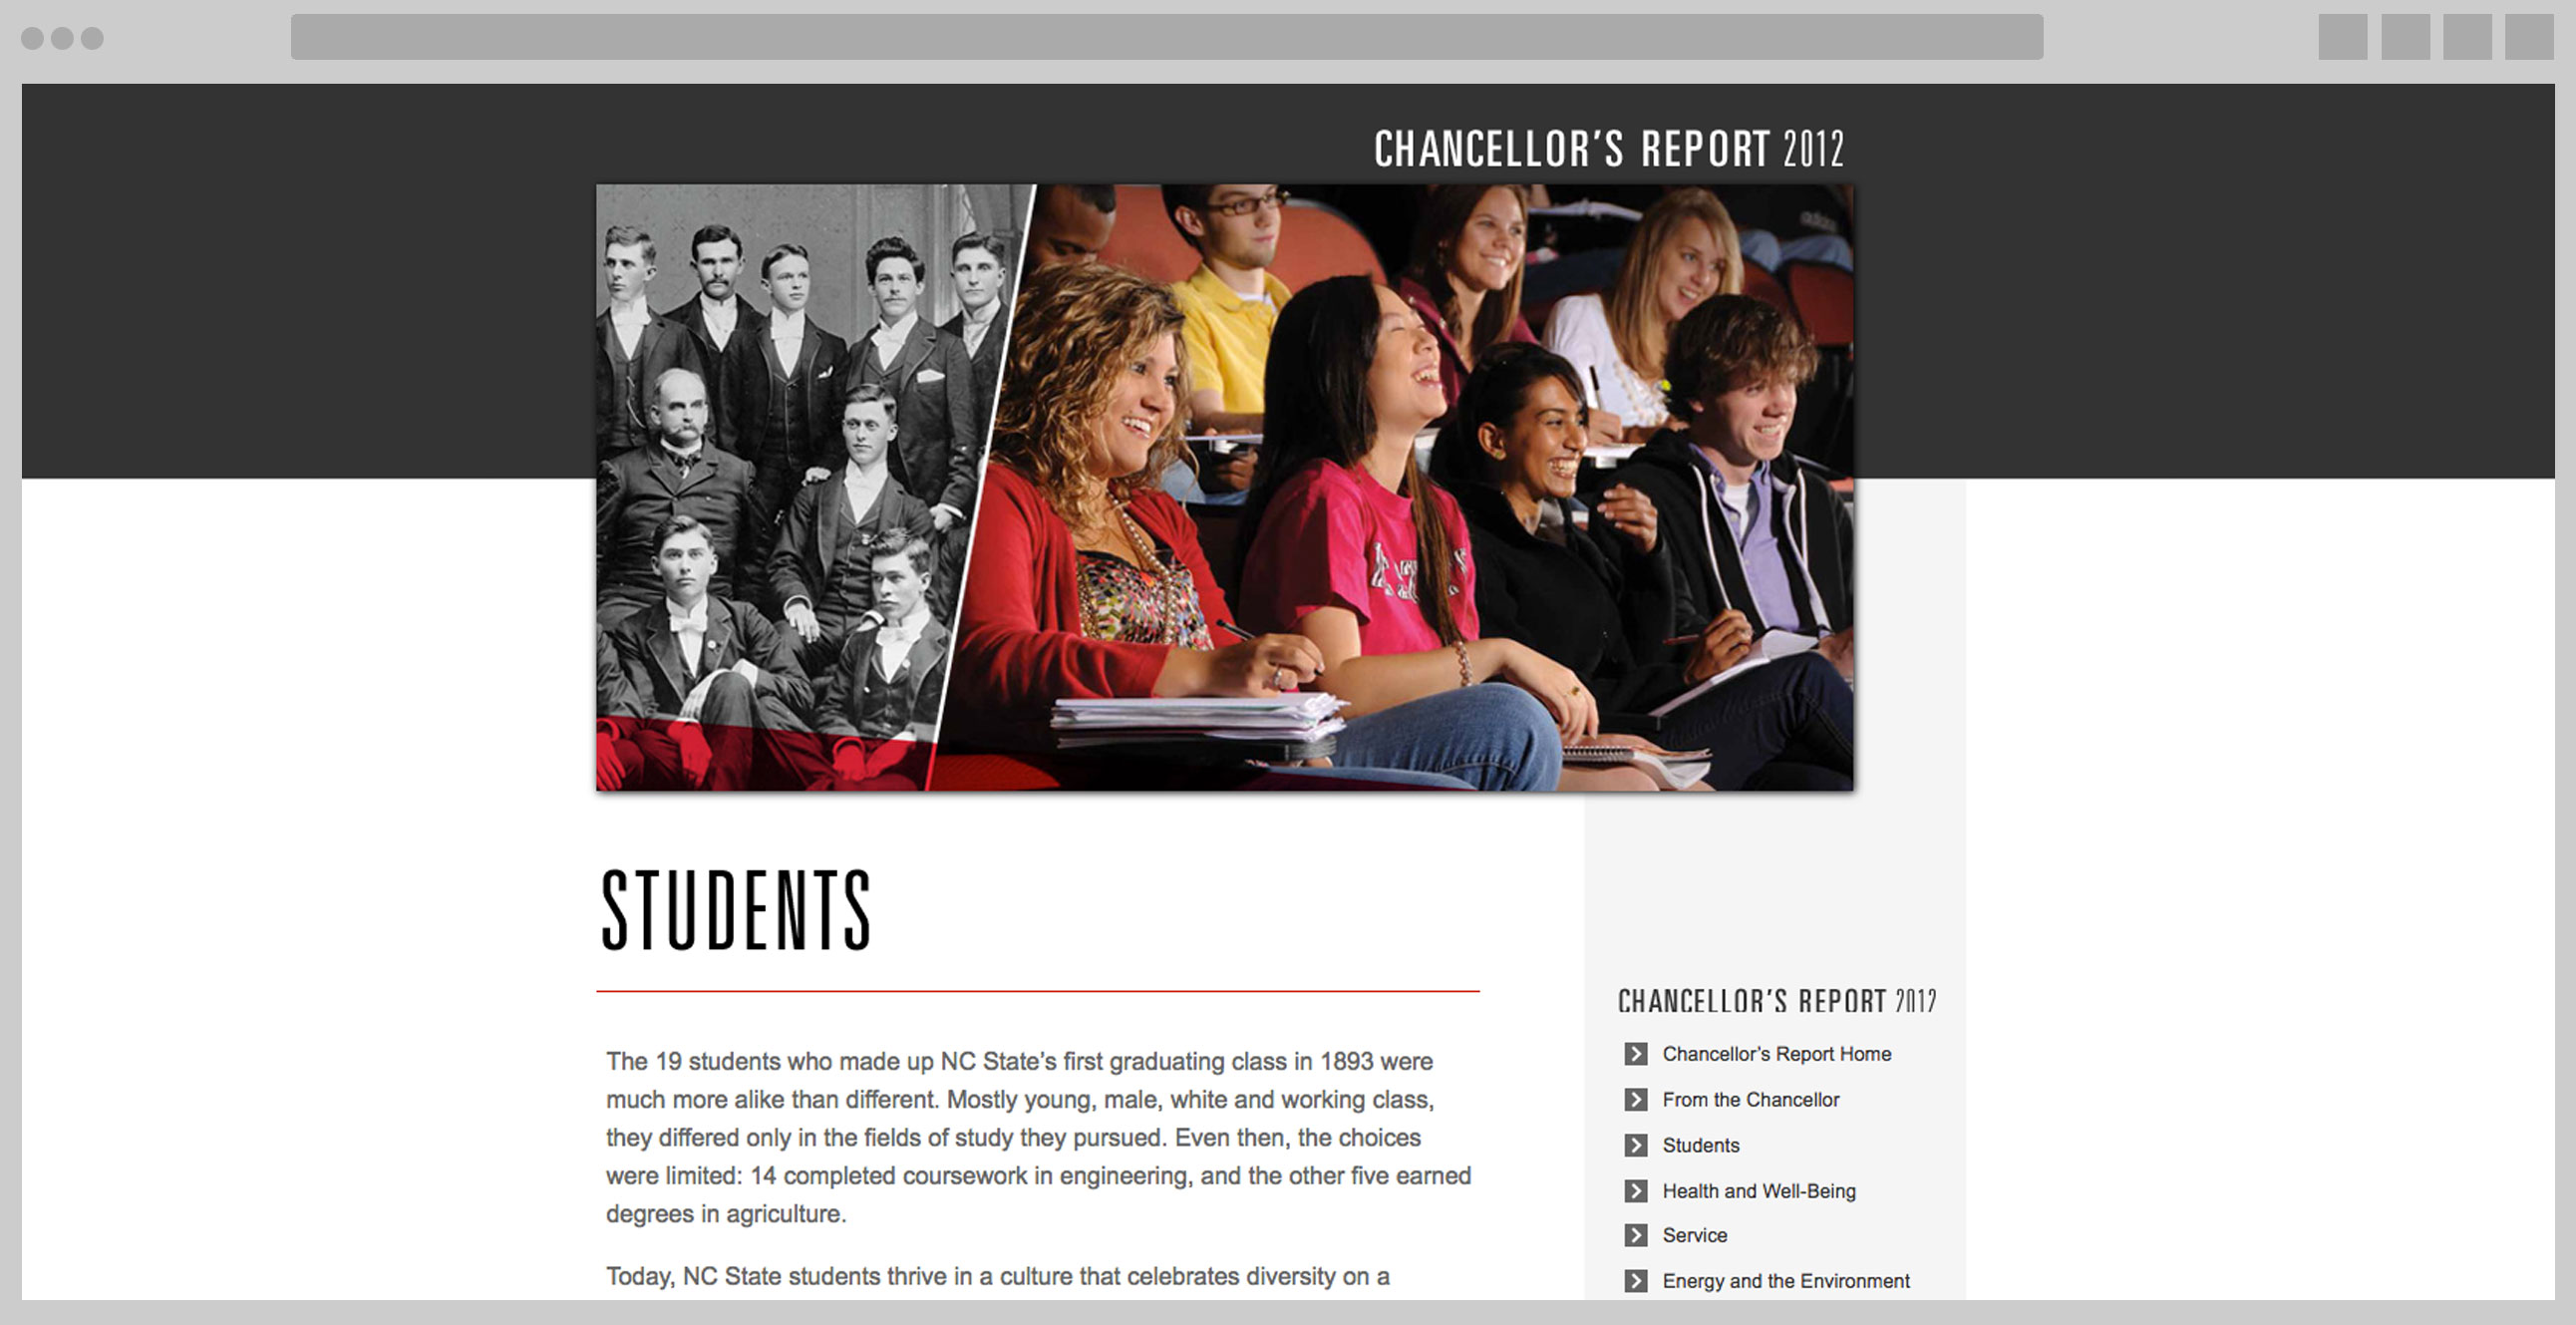 CHANCELLOR'S REPORT 2012
STUDENTS
The 19 students who made up NC State's first graduating class in 1893 were
much more alike than different. Mostly young, male, white and working class,
they differed only in the fields of study they pursued. Even then, the choices
were limited: 14 completed coursework in engineering, and the other five earned
degrees in agriculture.
Today, NC State students thrive in a culture that celebrates diversity on a
CHANCELLOR'S REPORT 2012
Chancellor's Report Home
From the Chancellor
Students
Health and Well-Being
Service
Energy and the Environment